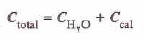 C_total = C_H₂O + C_cal